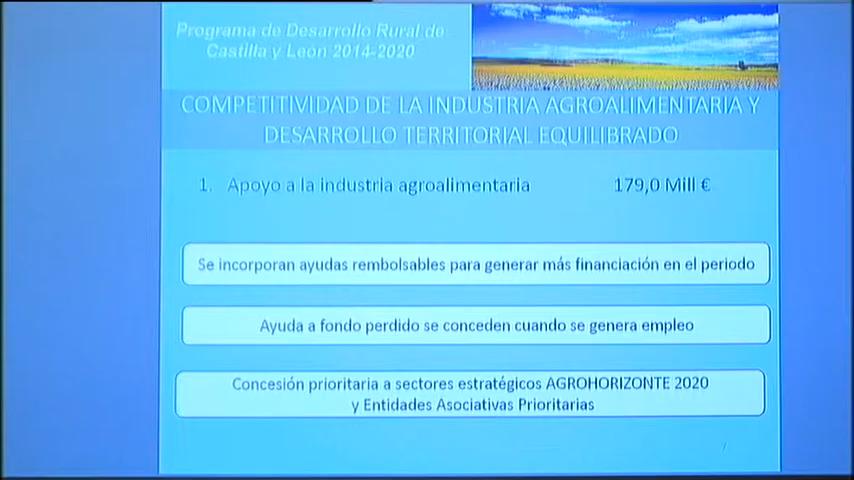 Programa de Desarrollo Rural de
Castilla y León 2014-2020
COMPETITIVIDAD DE LA INDUSTRIA AGROALIMENTARIA Y
DESARROLLO TERRITORIAL EQUILIBRADO
1. Apoyo a la industria agroalimentaria 179,0 Mill €
Se incorporan ayudas rembolsables para generar más financiación en el periodo
Ayuda a fondo perdido se conceden cuando se genera empleo
Concesión prioritaria a sectores estratégicos AGROHORIZONTE 2020
y Entidades Asociativas Prioritarias
7